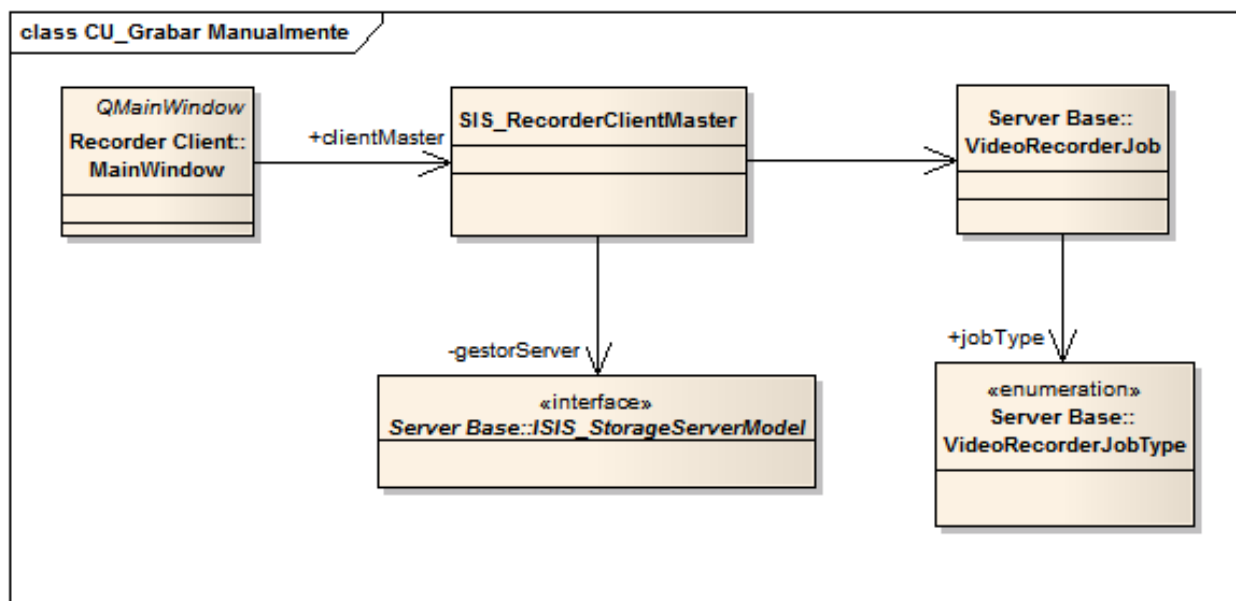 class CU_Grabar Manualmente
QMainWindow
Recorder Client::
MainWindow
+clientMaster
SIS_RecorderClientMaster
Server Base::
VideoRecorderJob
-gestorServer
«interface»
Server Base::ISIS_StorageServerModel
+jobType
«enumeration»
Server Base::
VideoRecorderJobType